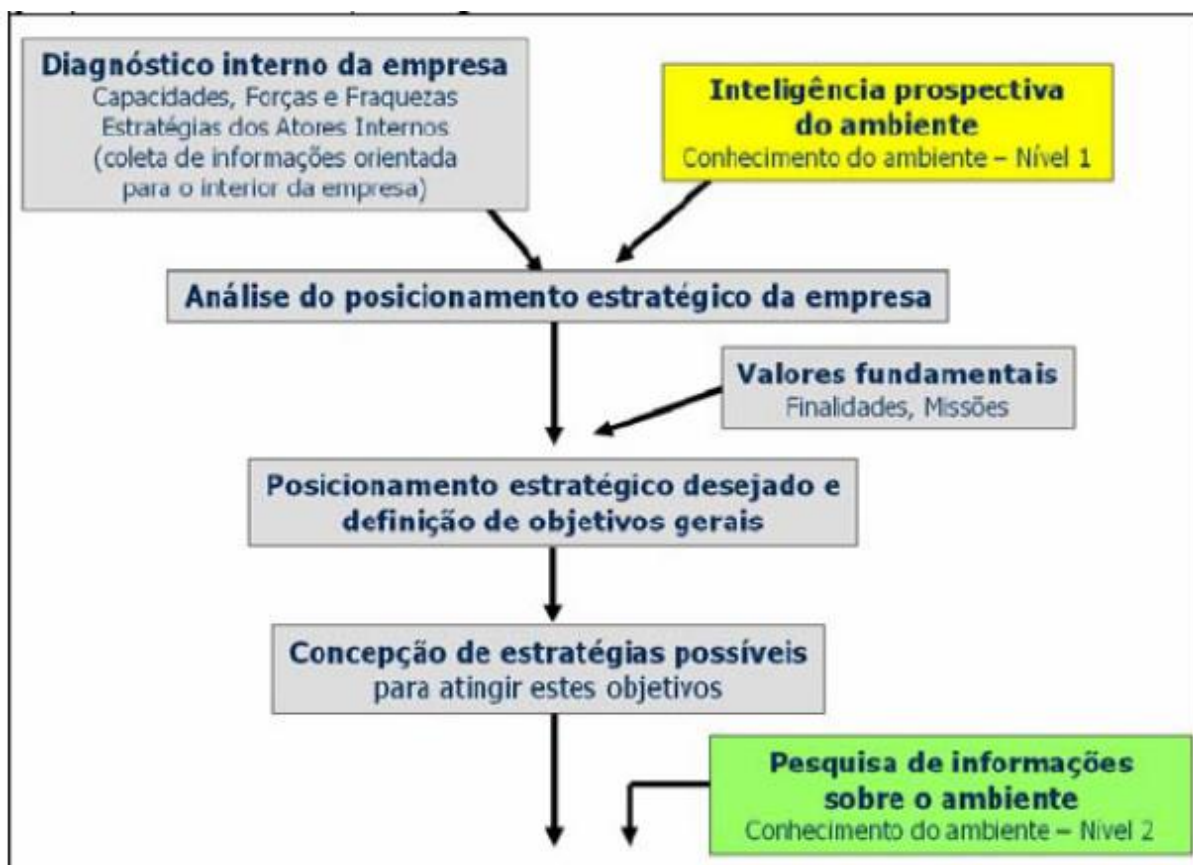 Diagnóstico interno da empresa
Capacidades, Forças e Fraquezas
Estratégias dos Atores Internos
(coleta de informações orientada
para o interior da empresa)
Inteligência prospectiva
do ambiente
Conhecimento do ambiente – Nível 1
Análise do posicionamento estratégico da empresa
Valores fundamentais
Finalidades, Missões
Posicionamento estratégico desejado e
definição de objetivos gerais
Concepção de estratégias possíveis
para atingir estes objetivos
Pesquisa de informações
sobre o ambiente
Conhecimento do ambiente – Nível 2